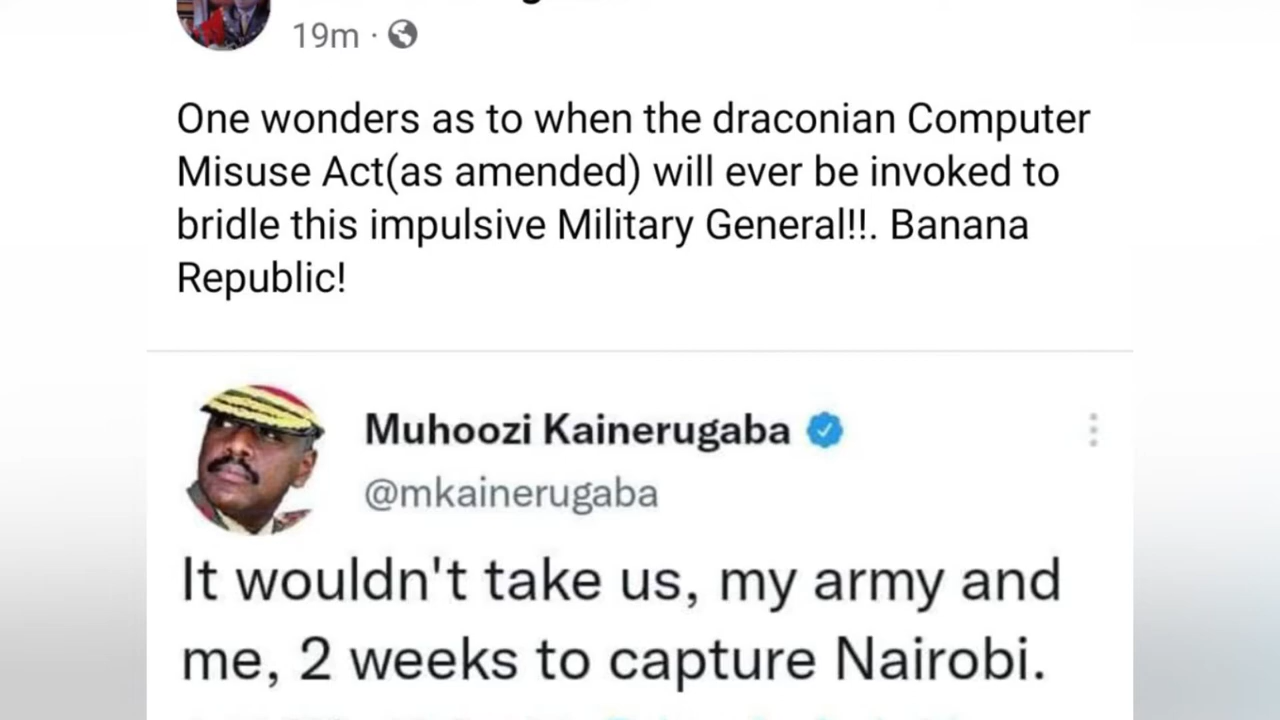 19m ·
One wonders as to when the draconian Computer
Misuse Act(as amended) will ever be invoked to
bridle this impulsive Military General!!. Banana
Republic!
Muhoozi Kainerugaba
@mkainerugaba
It wouldn't take us, my army and
me, 2 weeks to capture Nairobi.